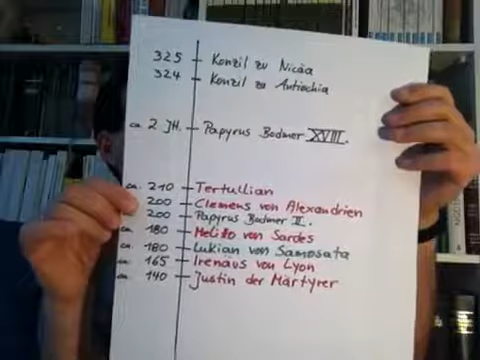 325 Konzil zu Nicäa
324 Konzil zu Antiochia
ca. 2 JH. Papyrus Bodmer XVIII.
ca. 210 Tertullian
200 Clemens von Alexandrien
200 Papyrus Bodmer II.
ca. 180 Melito von Sardes
ca. 180 Lukian von Samosata
ca. 165 Irenäus von Lyon
ca. 140 Justin der Märtyrer